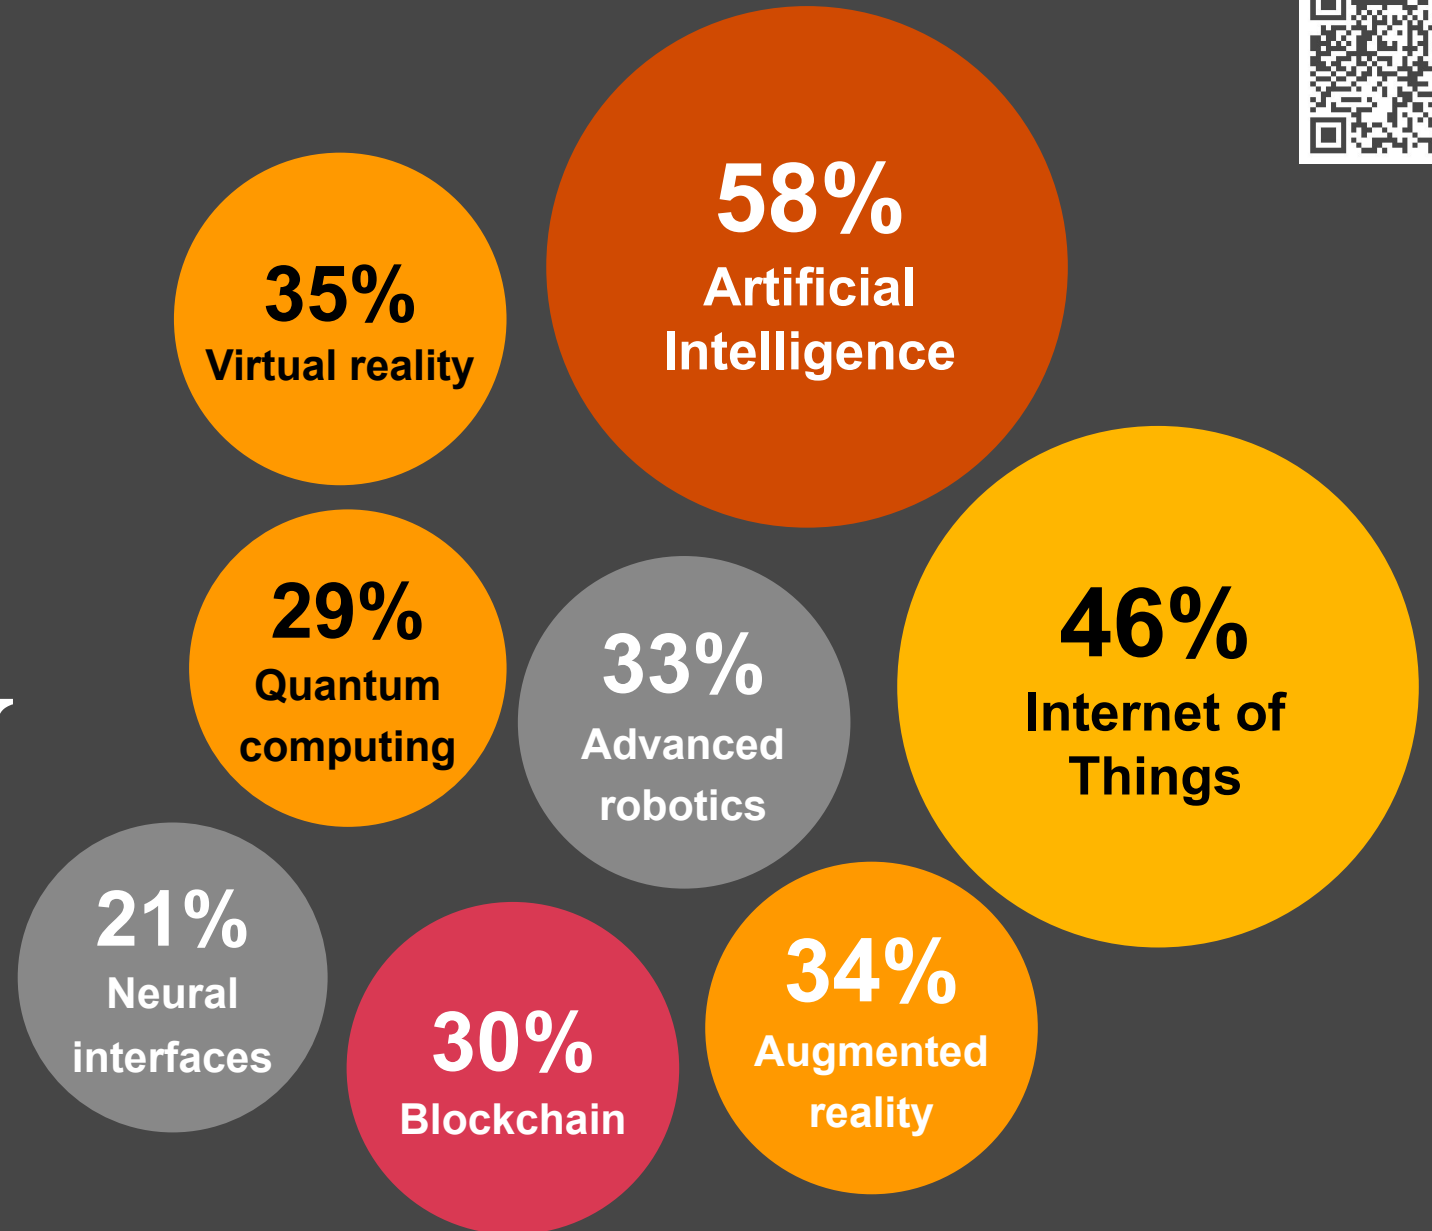 58%
Artificial
Intelligence
35%
Virtual reality
46%
Internet of
Things
29%
Quantum
computing
33%
Advanced
robotics
21%
Neural
interfaces
30%
Blockchain
34%
Augmented
reality